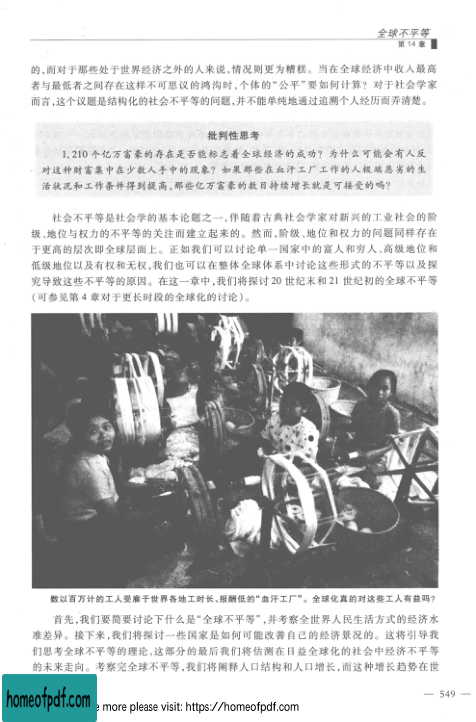 全球不平等
第 14 章
的,而对于那些处于世界经济之外的人来说,情况则更为糟糕。当在全球经济中收入最高
者与最低者之间存在这样不可思议的鸿沟时,个体的“公平”要如何计算？对于社会学家
而言,这个议题是结构化的社会不平等的问题,并不能单纯地通过追溯个人经历而弄清楚。
批判性思考
1,210 个亿万富豪的存在是否能标志着全球经济的成功？为什么可能会有人反
对这种财富集中在少数人手中的现象？如果那些在血汗工厂工作的人极端恶劣的生
活状况和工作条件得到提高,那些亿万富豪的数目持续增长就是可接受的吗？
社会不平等是社会学的基本论题之一,伴随着古典社会学家对新兴的工业社会的阶
级、地位与权力的不平等的关注而建立起来的。然而,阶级、地位和权力的问题同样存在
于更高的层次即全球层面上。正如我们可以讨论单一国家中的富人和穷人、高级地位和
低级地位以及有权和无权,我们也可以在整体全球体系中讨论这些形式的不平等以及探
究导致这些不平等的原因。在这一章中,我们将探讨 20 世纪末和 21 世纪初的全球不平等
(可参见第 4 章对于更长时段的全球化的讨论)。
数以百万计的工人受雇于世界各地工时长、报酬低的“血汗工厂”。全球化真的对这些工人有益吗?
首先,我们要简要讨论下什么是“全球不平等”,并考察全世界人民生活方式的经济水
准差异。接下来,我们将探讨一些国家是如何可能改善自己的经济景况的。这将引导我
们思考全球不平等的理论,这部分的最后我们将估测在日益全球化的社会中经济不平等
的未来走向。考察完全球不平等,我们将阐释人口结构和人口增长,而这种增长趋势在世
— 549 —
homeofpdf.com
e more please visit: https://homeofpdf.com